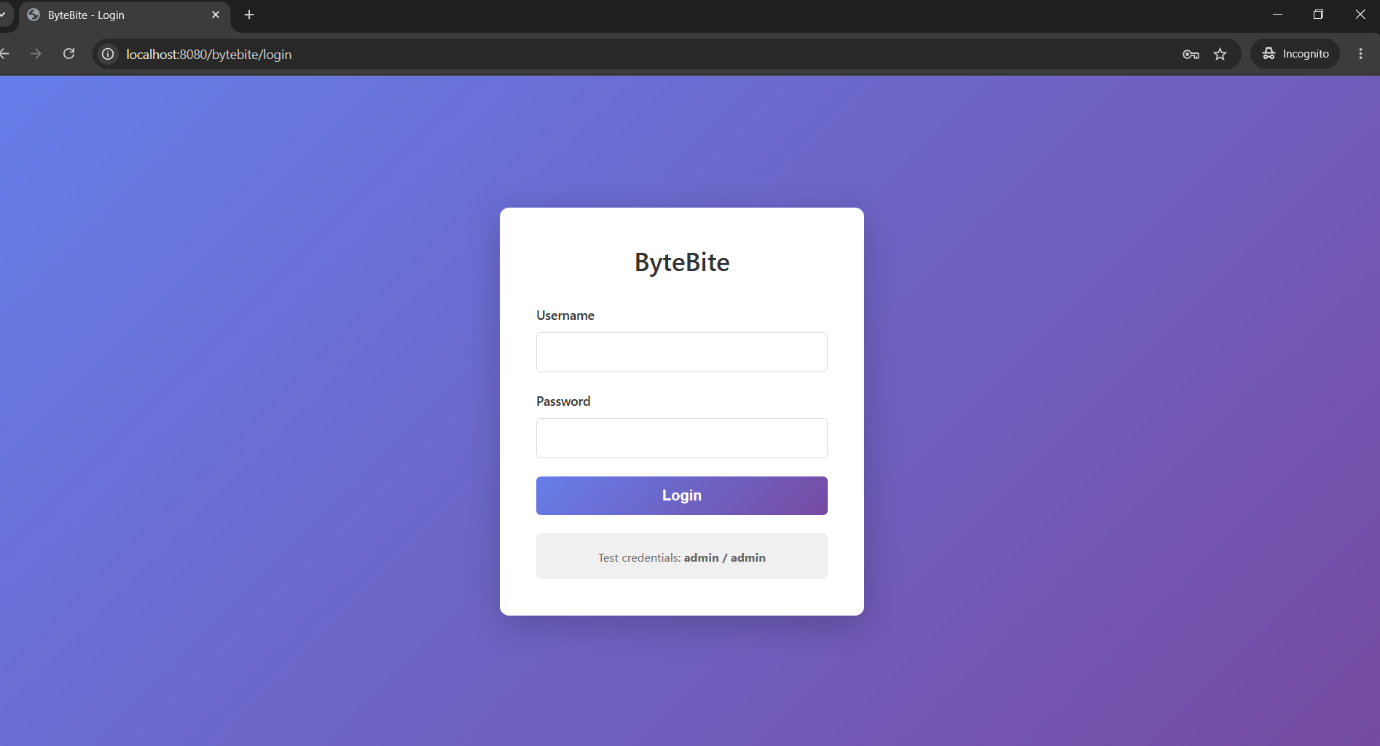 ByteBite - Login
localhost:8080/bytebite/login
Incognito
ByteBite
Username
Password
Login
Test credentials: admin / admin